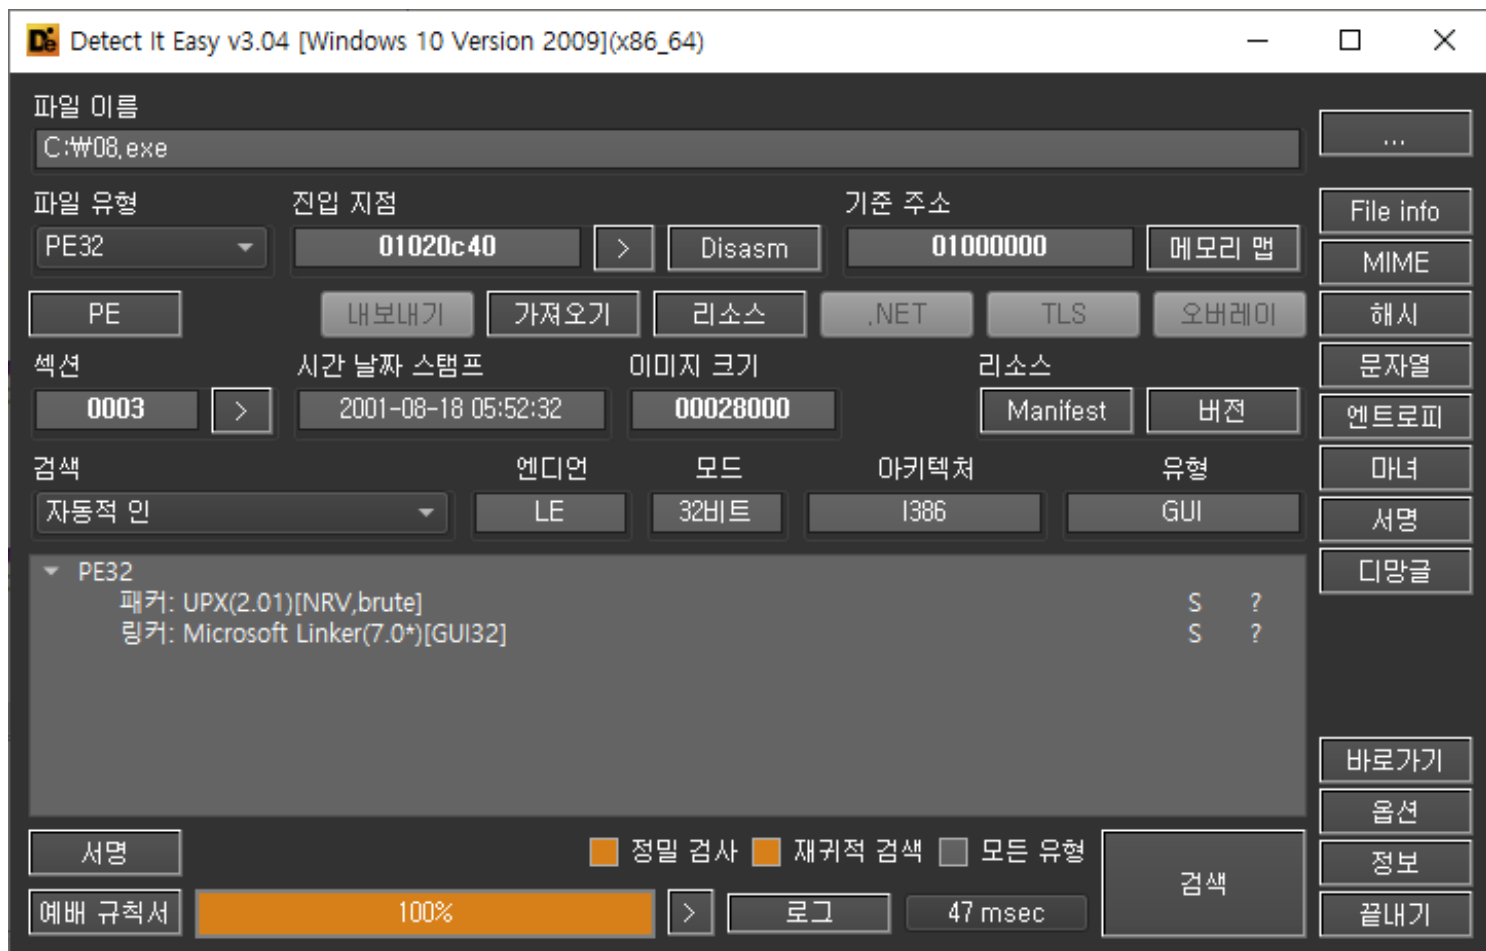 Detect It Easy v3.04 [Windows 10 Version 2009](x86_64)
파일 이름
C:₩08.exe
...
파일 유형 진입 지점 기준 주소
PE32 01020c40 > Disasm 01000000 메모리 맵
File info
MIME
PE 내보내기 가져오기 리소스 .NET TLS 오버레이
해시
섹션 시간 날짜 스탬프 이미지 크기 리소스
문자열
0003 > 2001-08-18 05:52:32 00028000 Manifest 버전
엔트로피
검색 엔디언 모드 아키텍처 유형
마녀
자동적 인 LE 32비트 I386 GUI
서명
PE32
디망글
패커: UPX(2.01)[NRV,brute] S ?
링커: Microsoft Linker(7.0*)[GUI32] S ?
바로가기
옵션
서명 정밀 검사 재귀적 검색 모든 유형
정보
검색
예배 규칙서 100% > 로그 47 msec
끝내기